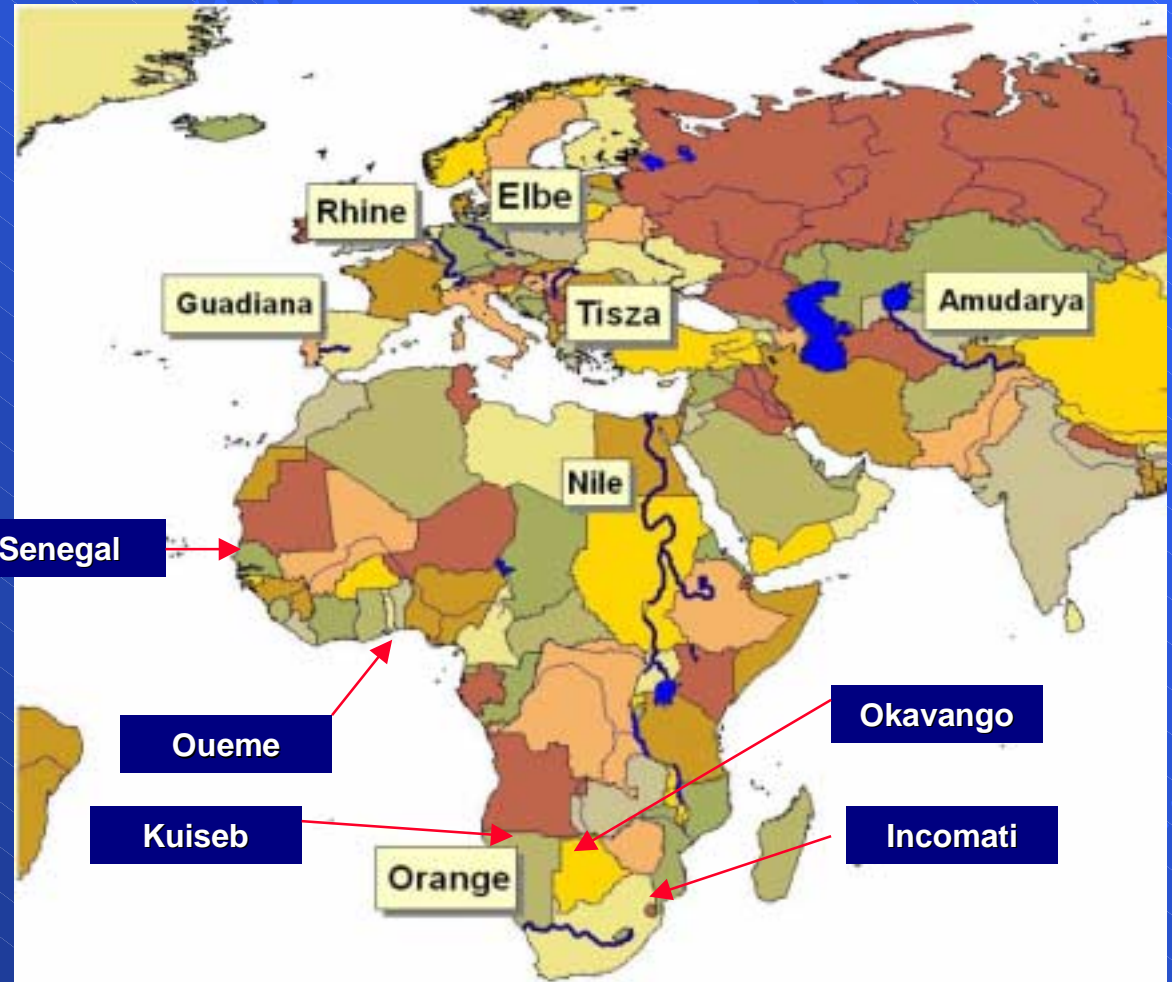 Elbe
Rhine
Guadiana
Tisza
Amudarya
Nile
Senegal
Oueme
Okavango
Kuiseb
Incomati
Orange